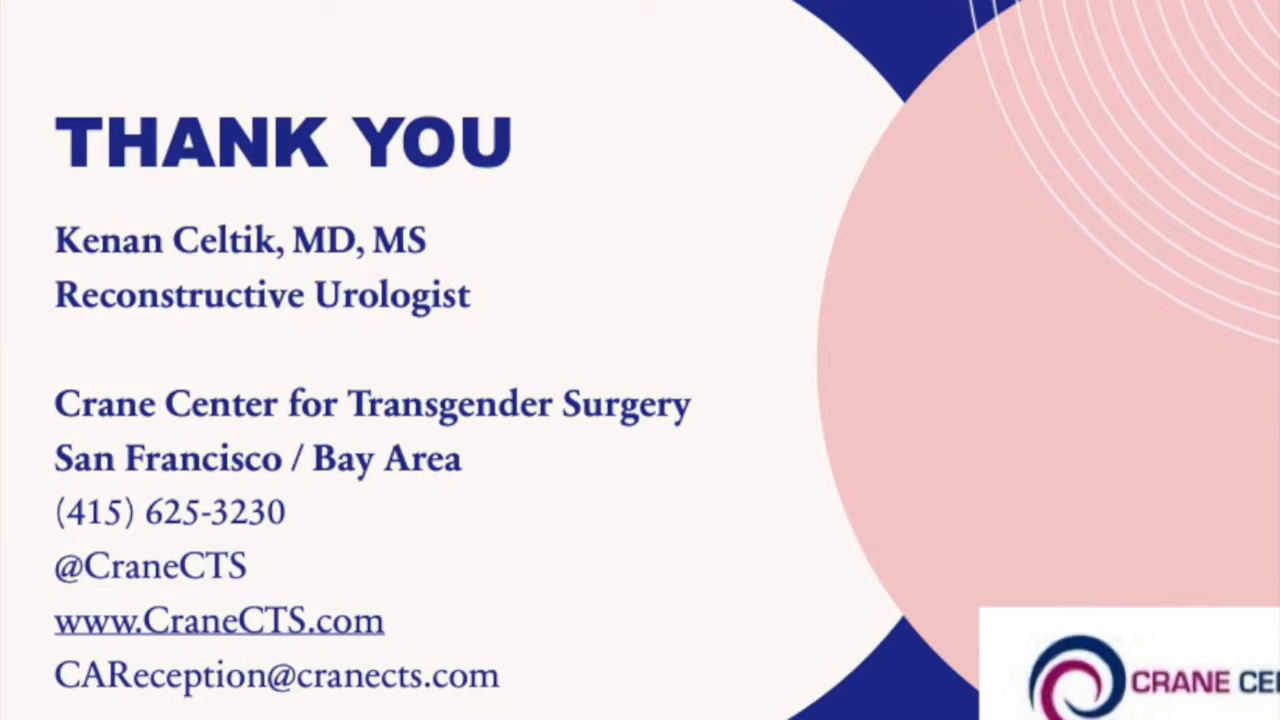 THANK YOU
Kenan Celtik, MD, MS
Reconstructive Urologist
Crane Center for Transgender Surgery
San Francisco / Bay Area
(415) 625-3230
@CraneCTS
www.CraneCTS.com
CAReception@cranects.com
CRANE